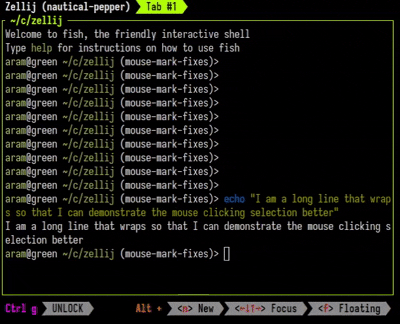 Zellij (nautical-pepper) Tab #1
~/c/zellij
Welcome to fish, the friendly interactive shell
Type help for instructions on how to use fish
aram@green ~/c/zellij (mouse-mark-fixes)>
aram@green ~/c/zellij (mouse-mark-fixes)>
aram@green ~/c/zellij (mouse-mark-fixes)>
aram@green ~/c/zellij (mouse-mark-fixes)>
aram@green ~/c/zellij (mouse-mark-fixes)>
aram@green ~/c/zellij (mouse-mark-fixes)>
aram@green ~/c/zellij (mouse-mark-fixes)>
aram@green ~/c/zellij (mouse-mark-fixes)>
aram@green ~/c/zellij (mouse-mark-fixes)>
aram@green ~/c/zellij (mouse-mark-fixes)>
aram@green ~/c/zellij (mouse-mark-fixes)>
aram@green ~/c/zellij (mouse-mark-fixes)> echo "I am a long line that wrap
s so that I can demonstrate the mouse clicking selection better"
I am a long line that wraps so that I can demonstrate the mouse clicking s
election better
aram@green ~/c/zellij (mouse-mark-fixes)>
Ctrl g UNLOCK Alt + <n> New <←↓↑→> Focus <f> Floating